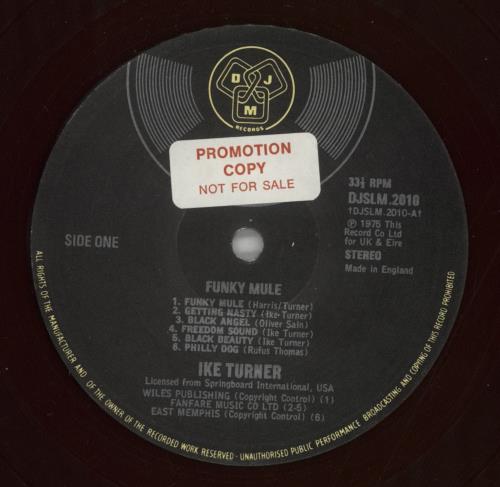 D J
M
RECORDS
PROMOTION
COPY
NOT FOR SALE
33⅓ RPM
DJSLM.2010
†DJSLM.2010-A†
℗ 1975 This
Record Co Ltd
for UK & Eire
STEREO
Made in England
SIDE ONE
FUNKY MULE
1. FUNKY MULE (Harris/Turner)
2. GETTING NASTY (Ike Turner)
3. BLACK ANGEL (Oliver Sain)
4. FREEDOM SOUND (Ike Turner)
5. BLACK BEAUTY (Ike Turner)
6. PHILLY DOG (Rufus Thomas)
IKE TURNER
Licensed from Springboard International, USA
WILES PUBLISHING (Copyright Control) (1)
FANFARE MUSIC CO LTD (2-5)
EAST MEMPHIS (Copyright Control) (6)
ALL RIGHTS OF THE MANUFACTURER AND OF THE OWNER OF THE RECORDED WORK RESERVED - UNAUTHORISED PUBLIC PERFORMANCE BROADCASTING AND COPYING OF THIS RECORD PROHIBITED